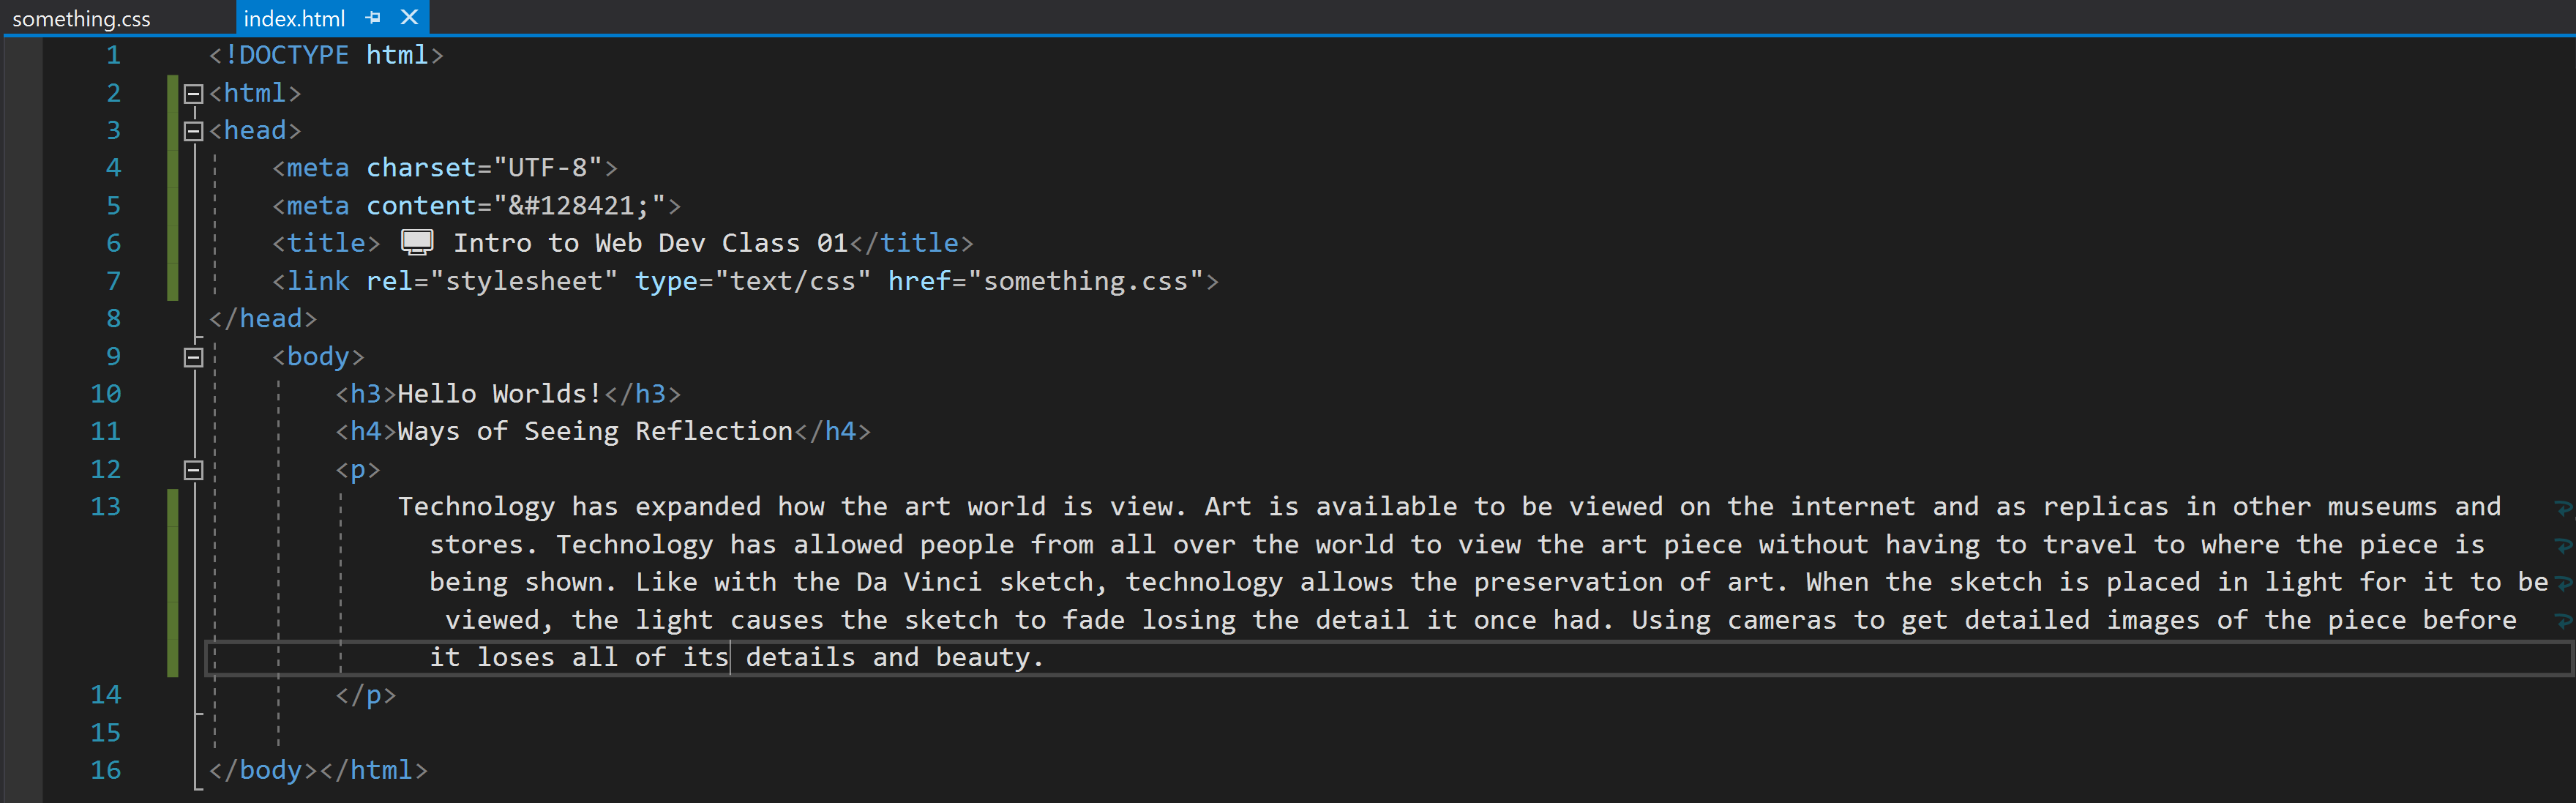 something.css index.html
1 <!DOCTYPE html>
2 <html>
3 <head>
4 <meta charset="UTF-8">
5 <meta content="&#128421;">
6 <title> 🖥 Intro to Web Dev Class 01</title>
7 <link rel="stylesheet" type="text/css" href="something.css">
8 </head>
9 <body>
10 <h3>Hello Worlds!</h3>
11 <h4>Ways of Seeing Reflection</h4>
12 <p>
13 Technology has expanded how the art world is view. Art is available to be viewed on the internet and as replicas in other museums and
stores. Technology has allowed people from all over the world to view the art piece without having to travel to where the piece is
being shown. Like with the Da Vinci sketch, technology allows the preservation of art. When the sketch is placed in light for it to be
viewed, the light causes the sketch to fade losing the detail it once had. Using cameras to get detailed images of the piece before
it loses all of its details and beauty.
14 </p>
15
16 </body></html>